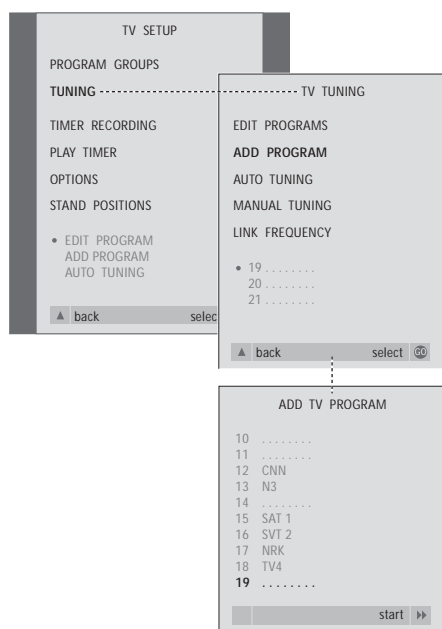 TV SETUP
PROGRAM GROUPS
TUNING
TIMER RECORDING
PLAY TIMER
OPTIONS
STAND POSITIONS
• EDIT PROGRAM
ADD PROGRAM
AUTO TUNING
▲ back selec
TV TUNING
EDIT PROGRAMS
ADD PROGRAM
AUTO TUNING
MANUAL TUNING
LINK FREQUENCY
• 19 . . . . . . . .
20 . . . . . . . .
21 . . . . . . . .
▲ back select GO
ADD TV PROGRAM
10 . . . . . . . .
11 . . . . . . . .
12 CNN
13 N3
14 . . . . . . . .
15 SAT 1
16 SVT 2
17 NRK
18 TV4
19 . . . . . . . .
start ▶▶